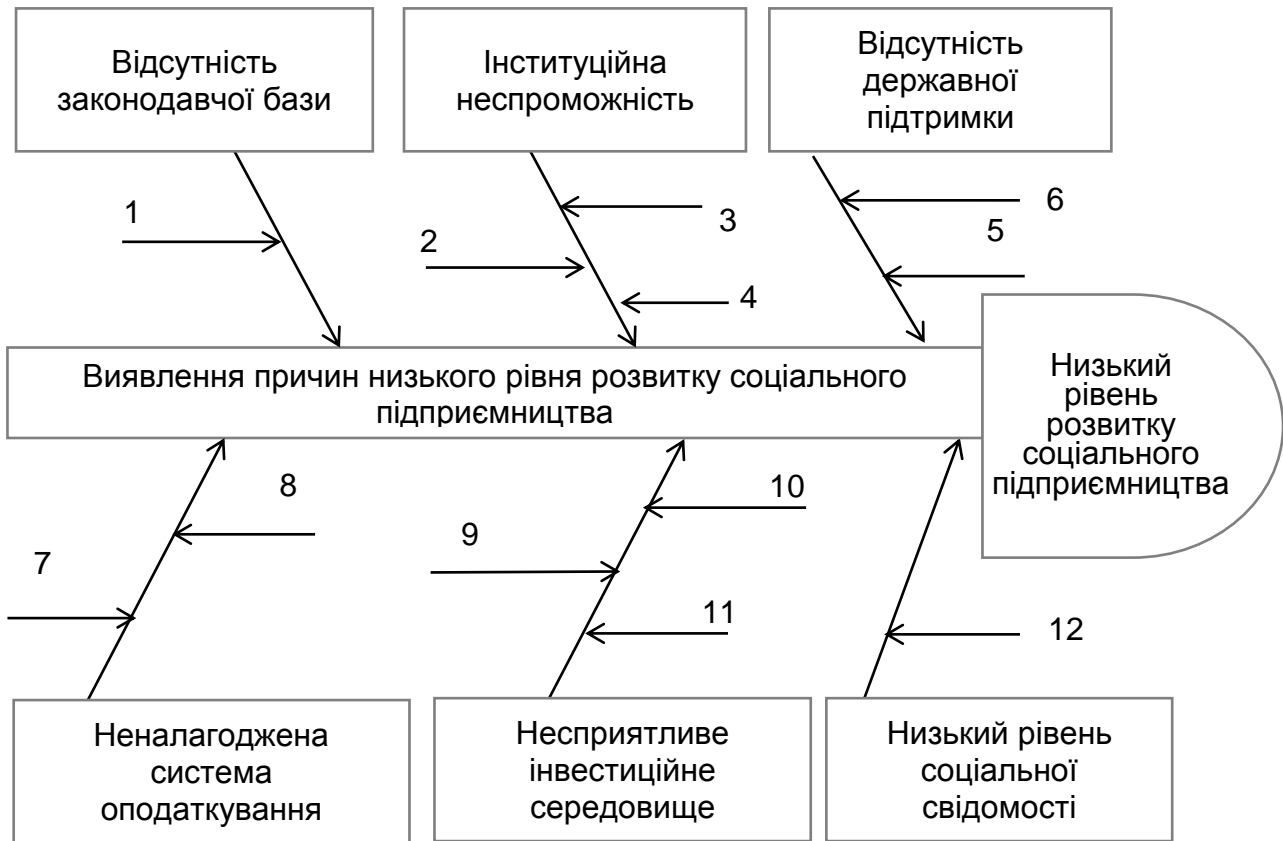 Відсутність
законодавчої бази
Інституційна
неспроможність
Відсутність
державної
підтримки
1
2
3
4
5
6
Виявлення причин низького рівня розвитку соціального
підприємництва
Низький
рівень
розвитку
соціального
підприємництва
7
8
9
10
11
12
Неналагоджена
система
оподаткування
Несприятливе
інвестиційне
середовище
Низький рівень
соціальної
свідомості